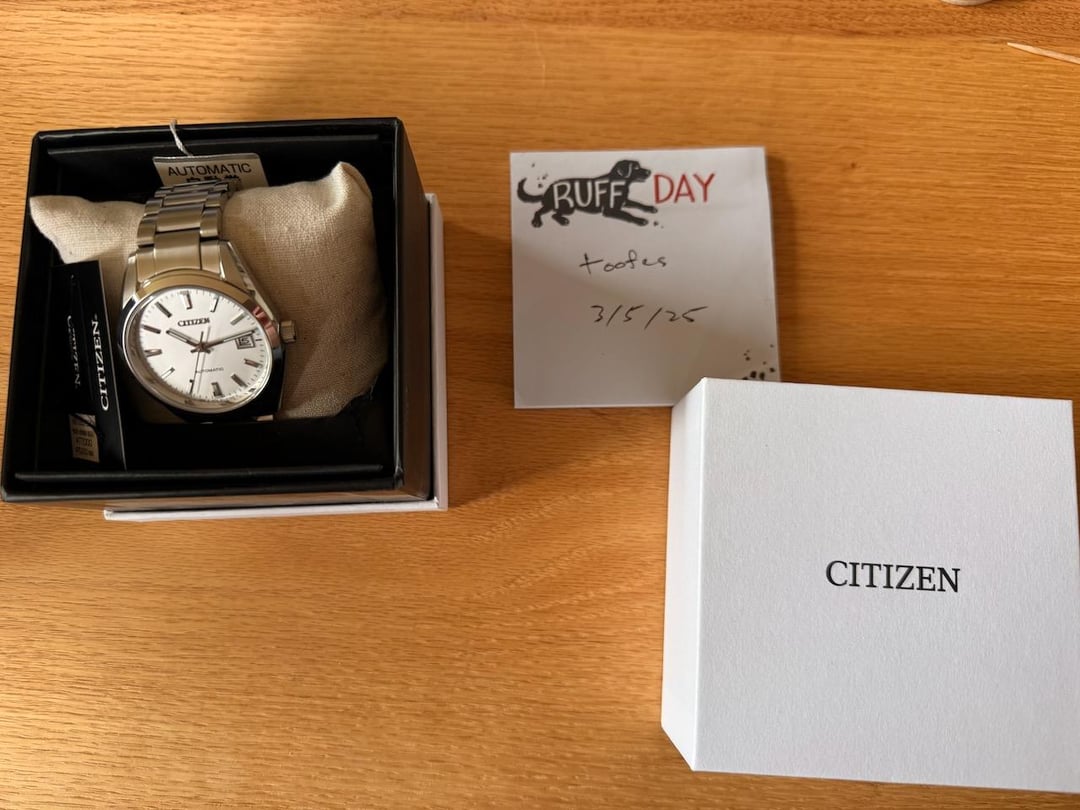 AUTOMATIC
CITIZEN
CITIZEN
AUTOMATIC
CITIZEN
RUFF DAY
toofes
3/5/25
CITIZEN